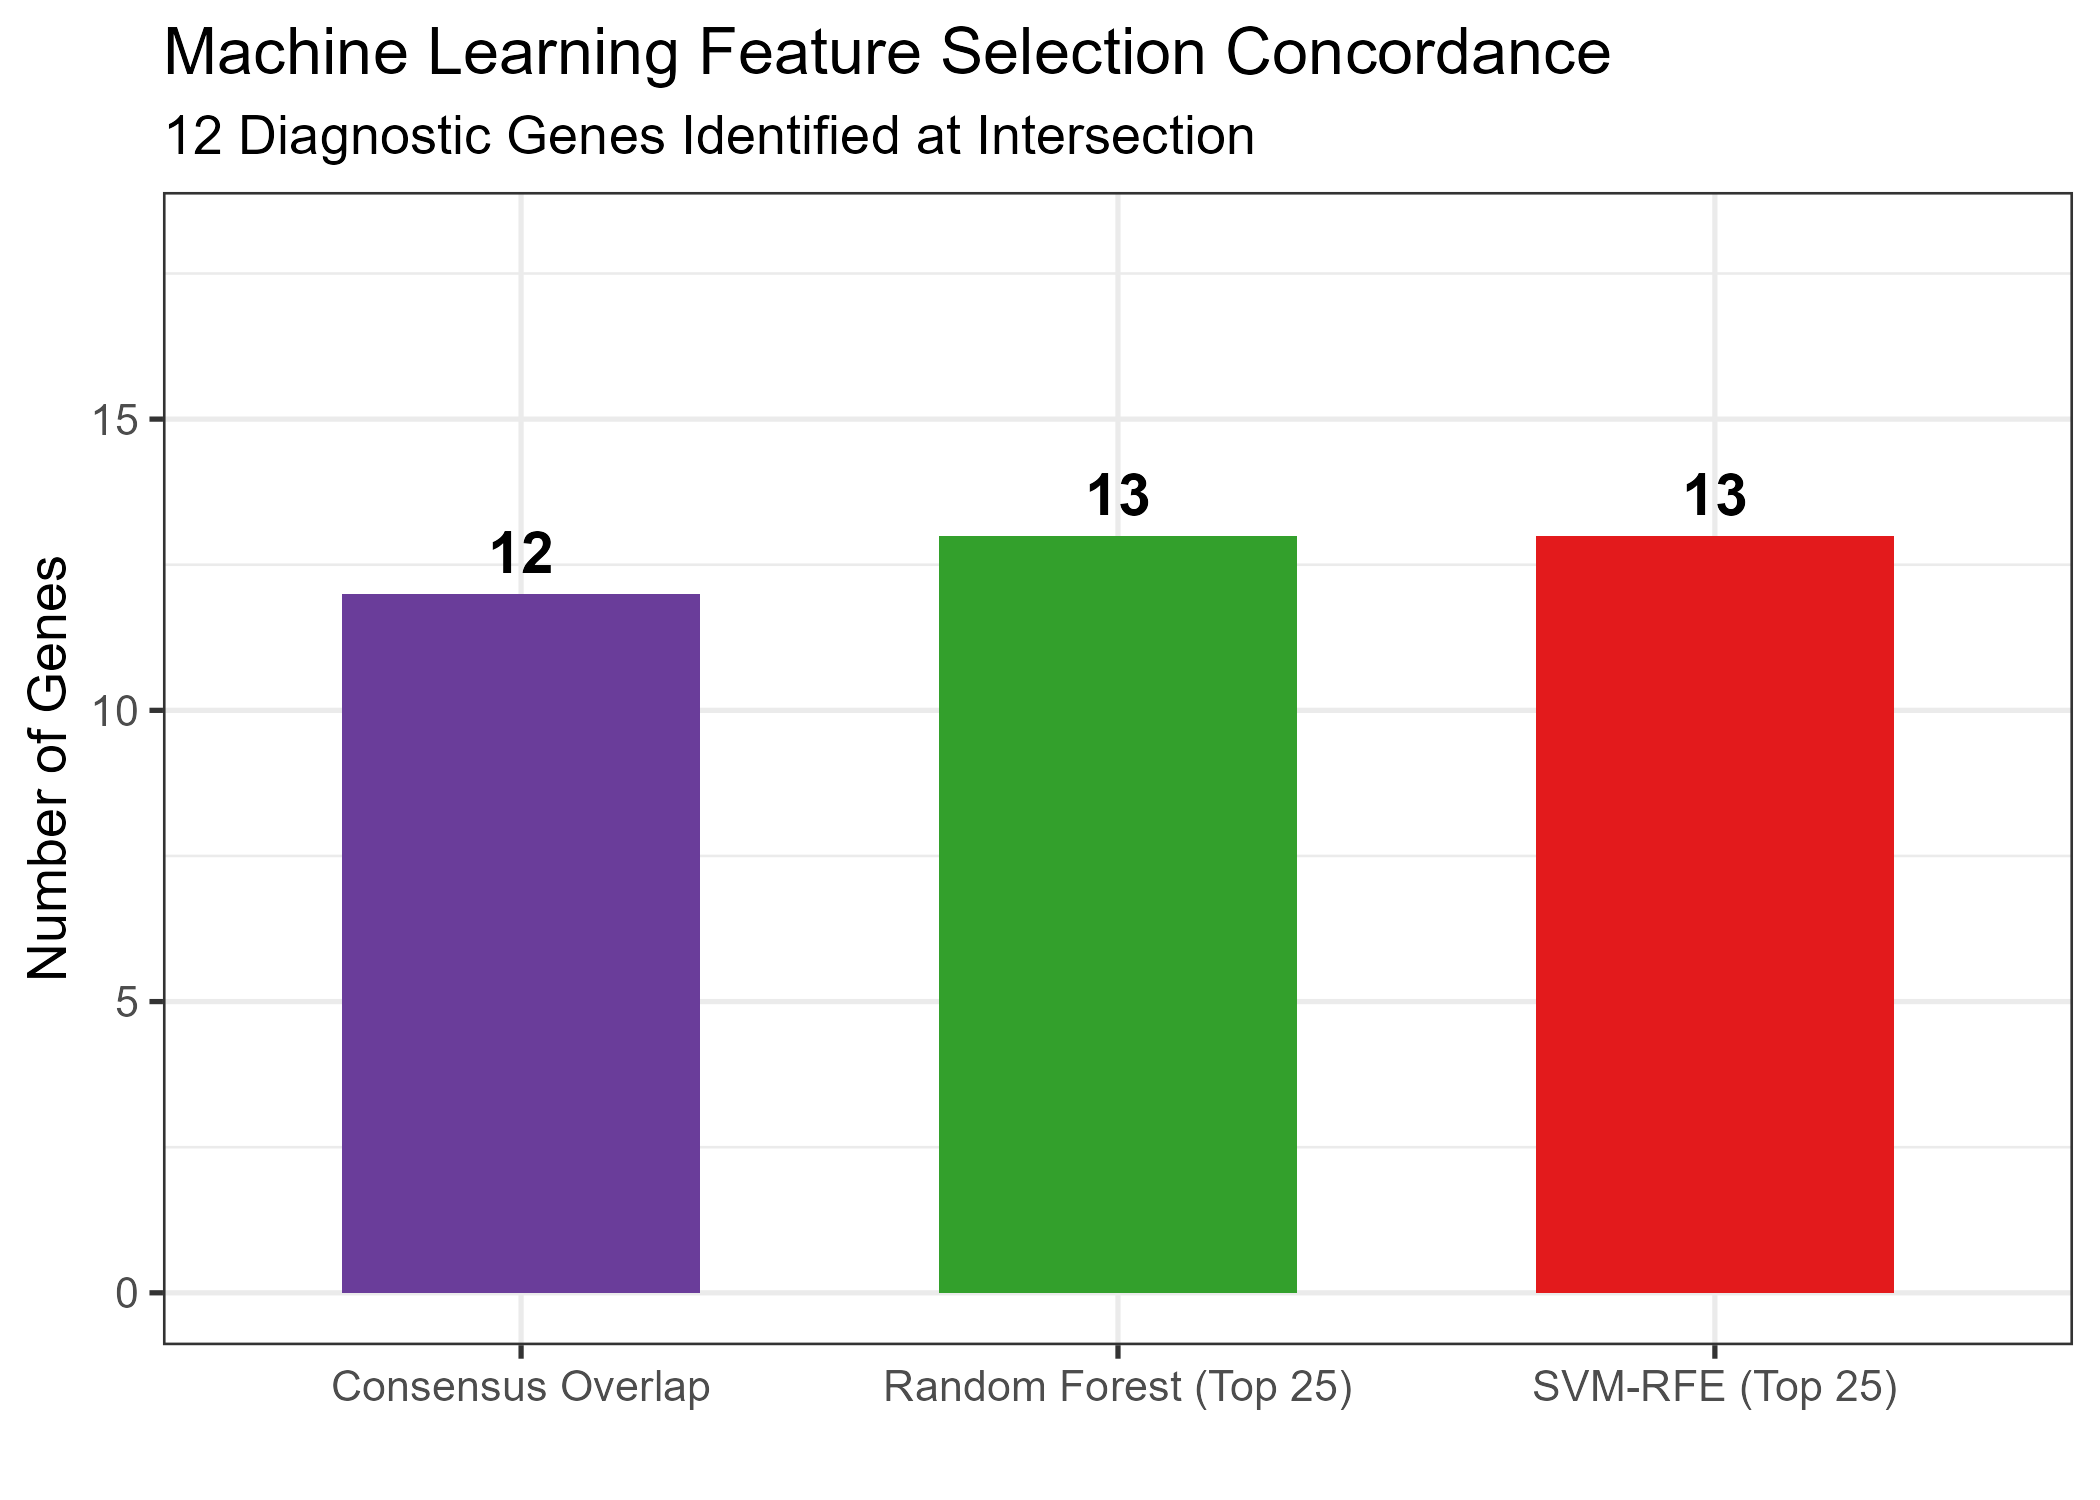 Machine Learning Feature Selection Concordance
12 Diagnostic Genes Identified at Intersection
Number of Genes
15
10
5
0
12
13
13
Consensus Overlap
Random Forest (Top 25)
SVM-RFE (Top 25)